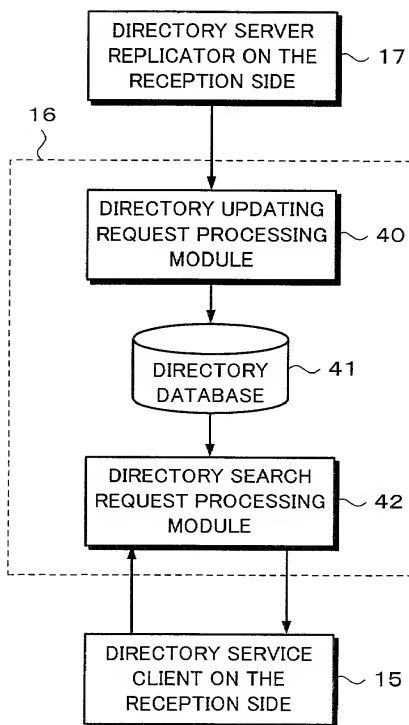 DIRECTORY SERVER
REPLICATOR ON THE
RECEPTION SIDE
17
16
DIRECTORY UPDATING
REQUEST PROCESSING
MODULE
40
DIRECTORY
DATABASE
41
DIRECTORY SEARCH
REQUEST PROCESSING
MODULE
42
DIRECTORY SERVICE
CLIENT ON THE
RECEPTION SIDE
15